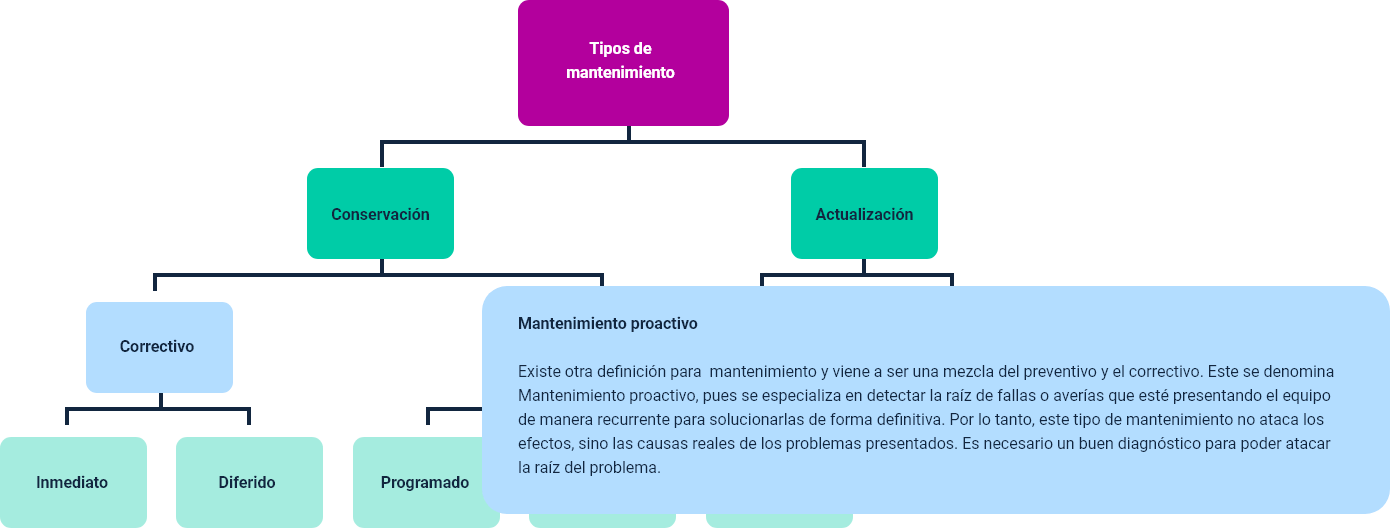 Tipos de
mantenimiento
Conservación
Actualización
Correctivo
Mantenimiento proactivo
Existe otra definición para  mantenimiento y viene a ser una mezcla del preventivo y el correctivo. Este se denomina
Mantenimiento proactivo, pues se especializa en detectar la raíz de fallas o averías que esté presentando el equipo
de manera recurrente para solucionarlas de forma definitiva. Por lo tanto, este tipo de mantenimiento no ataca los
efectos, sino las causas reales de los problemas presentados. Es necesario un buen diagnóstico para poder atacar
la raíz del problema.
Inmediato
Diferido
Programado